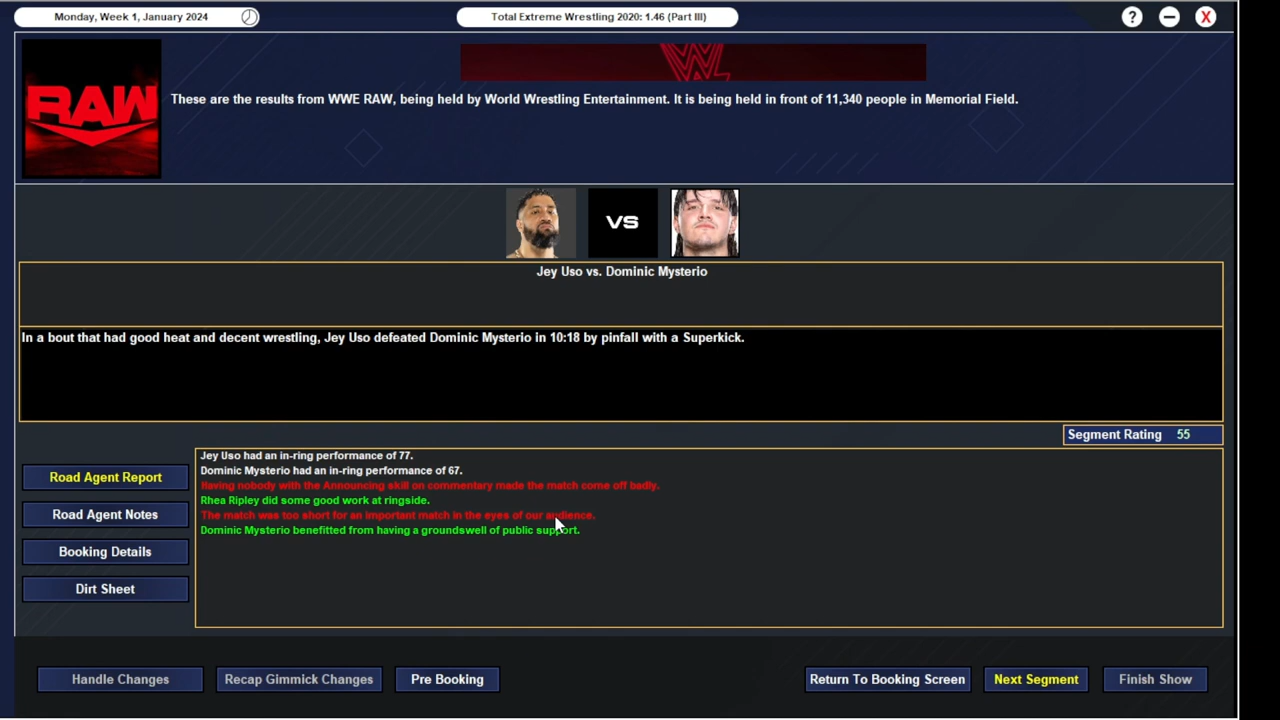 Monday, Week 1, January 2024
Total Extreme Wrestling 2020: 1.46 (Part III)
?
X
RAW
These are the results from WWE RAW, being held by World Wrestling Entertainment. It is being held in front of 11,340 people in Memorial Field.
VS
Jey Uso vs. Dominic Mysterio
In a bout that had good heat and decent wrestling, Jey Uso defeated Dominic Mysterio in 10:18 by pinfall with a Superkick.
Segment Rating 55
Jey Uso had an in-ring performance of 77.
Dominic Mysterio had an in-ring performance of 67.
Having nobody with the Announcing skill on commentary made the match come off badly.
Rhea Ripley did some good work at ringside.
The match was too short for an important match in the eyes of our audience.
Dominic Mysterio benefitted from having a groundswell of public support.
Road Agent Report
Road Agent Notes
Booking Details
Dirt Sheet
Handle Changes
Recap Gimmick Changes
Pre Booking
Return To Booking Screen
Next Segment
Finish Show